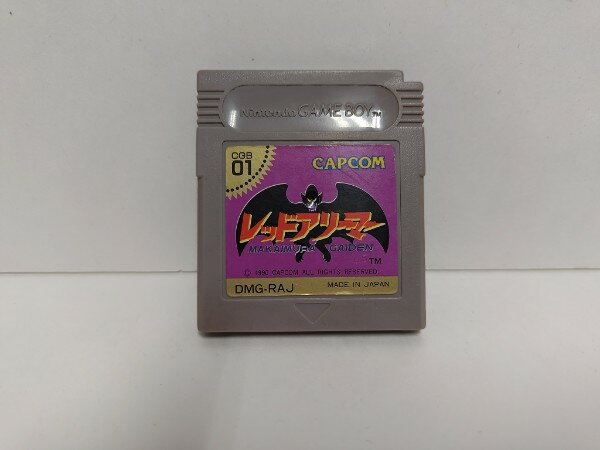 Nintendo GAME BOY TM
CGB
01
CAPCOM
レッドアリーマー
MAKAIMURA GAIDEN
TM
© 1990 CAPCOM ALL RIGHTS RESERVED.
DMG-RAJ
MADE IN JAPAN